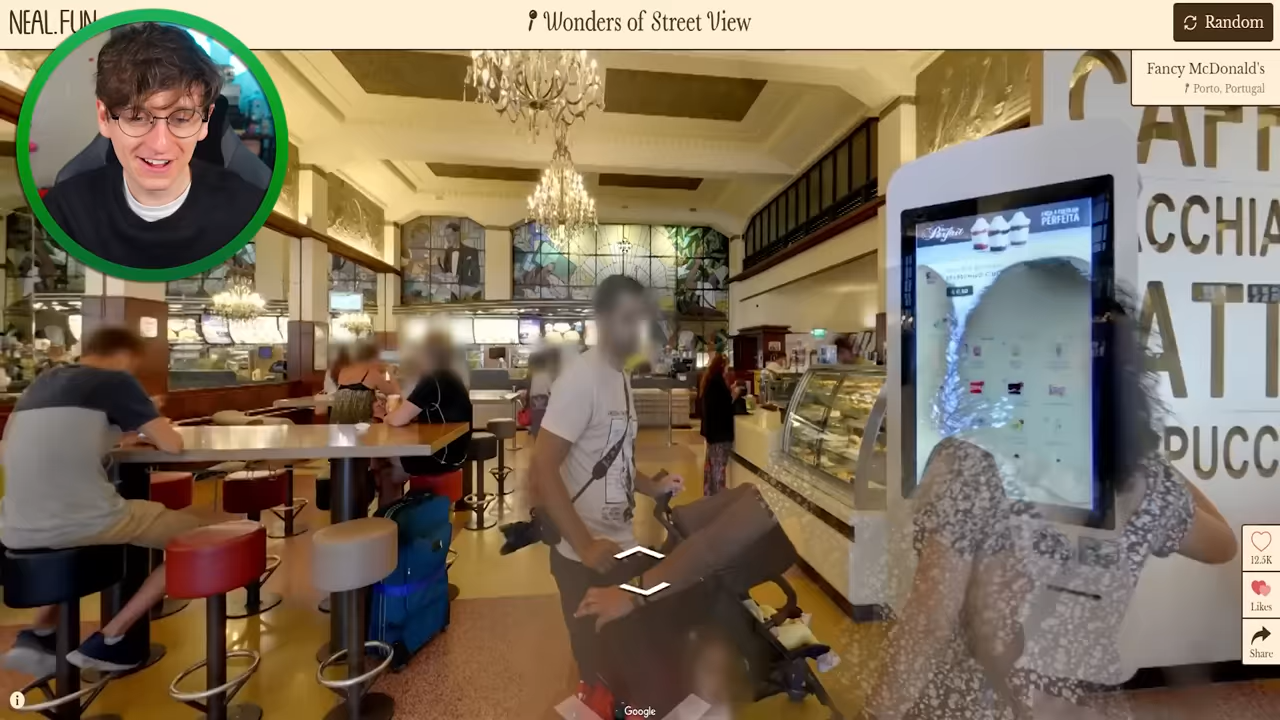 NEAL.FUN
Wonders of Street View
Random
Fancy McDonald's
Porto, Portugal
PERFEITA
CCHIA
ATT
PUCC
12.5K
Likes
Share
Google